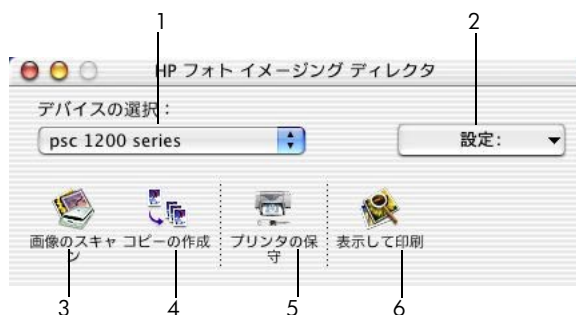 1
2
HP フォト イメージング ディレクタ
デバイスの選択：
psc 1200 series
設定：
画像のスキャ
ン
コピーの作成
プリンタの保
守
表示して印刷
3
4
5
6